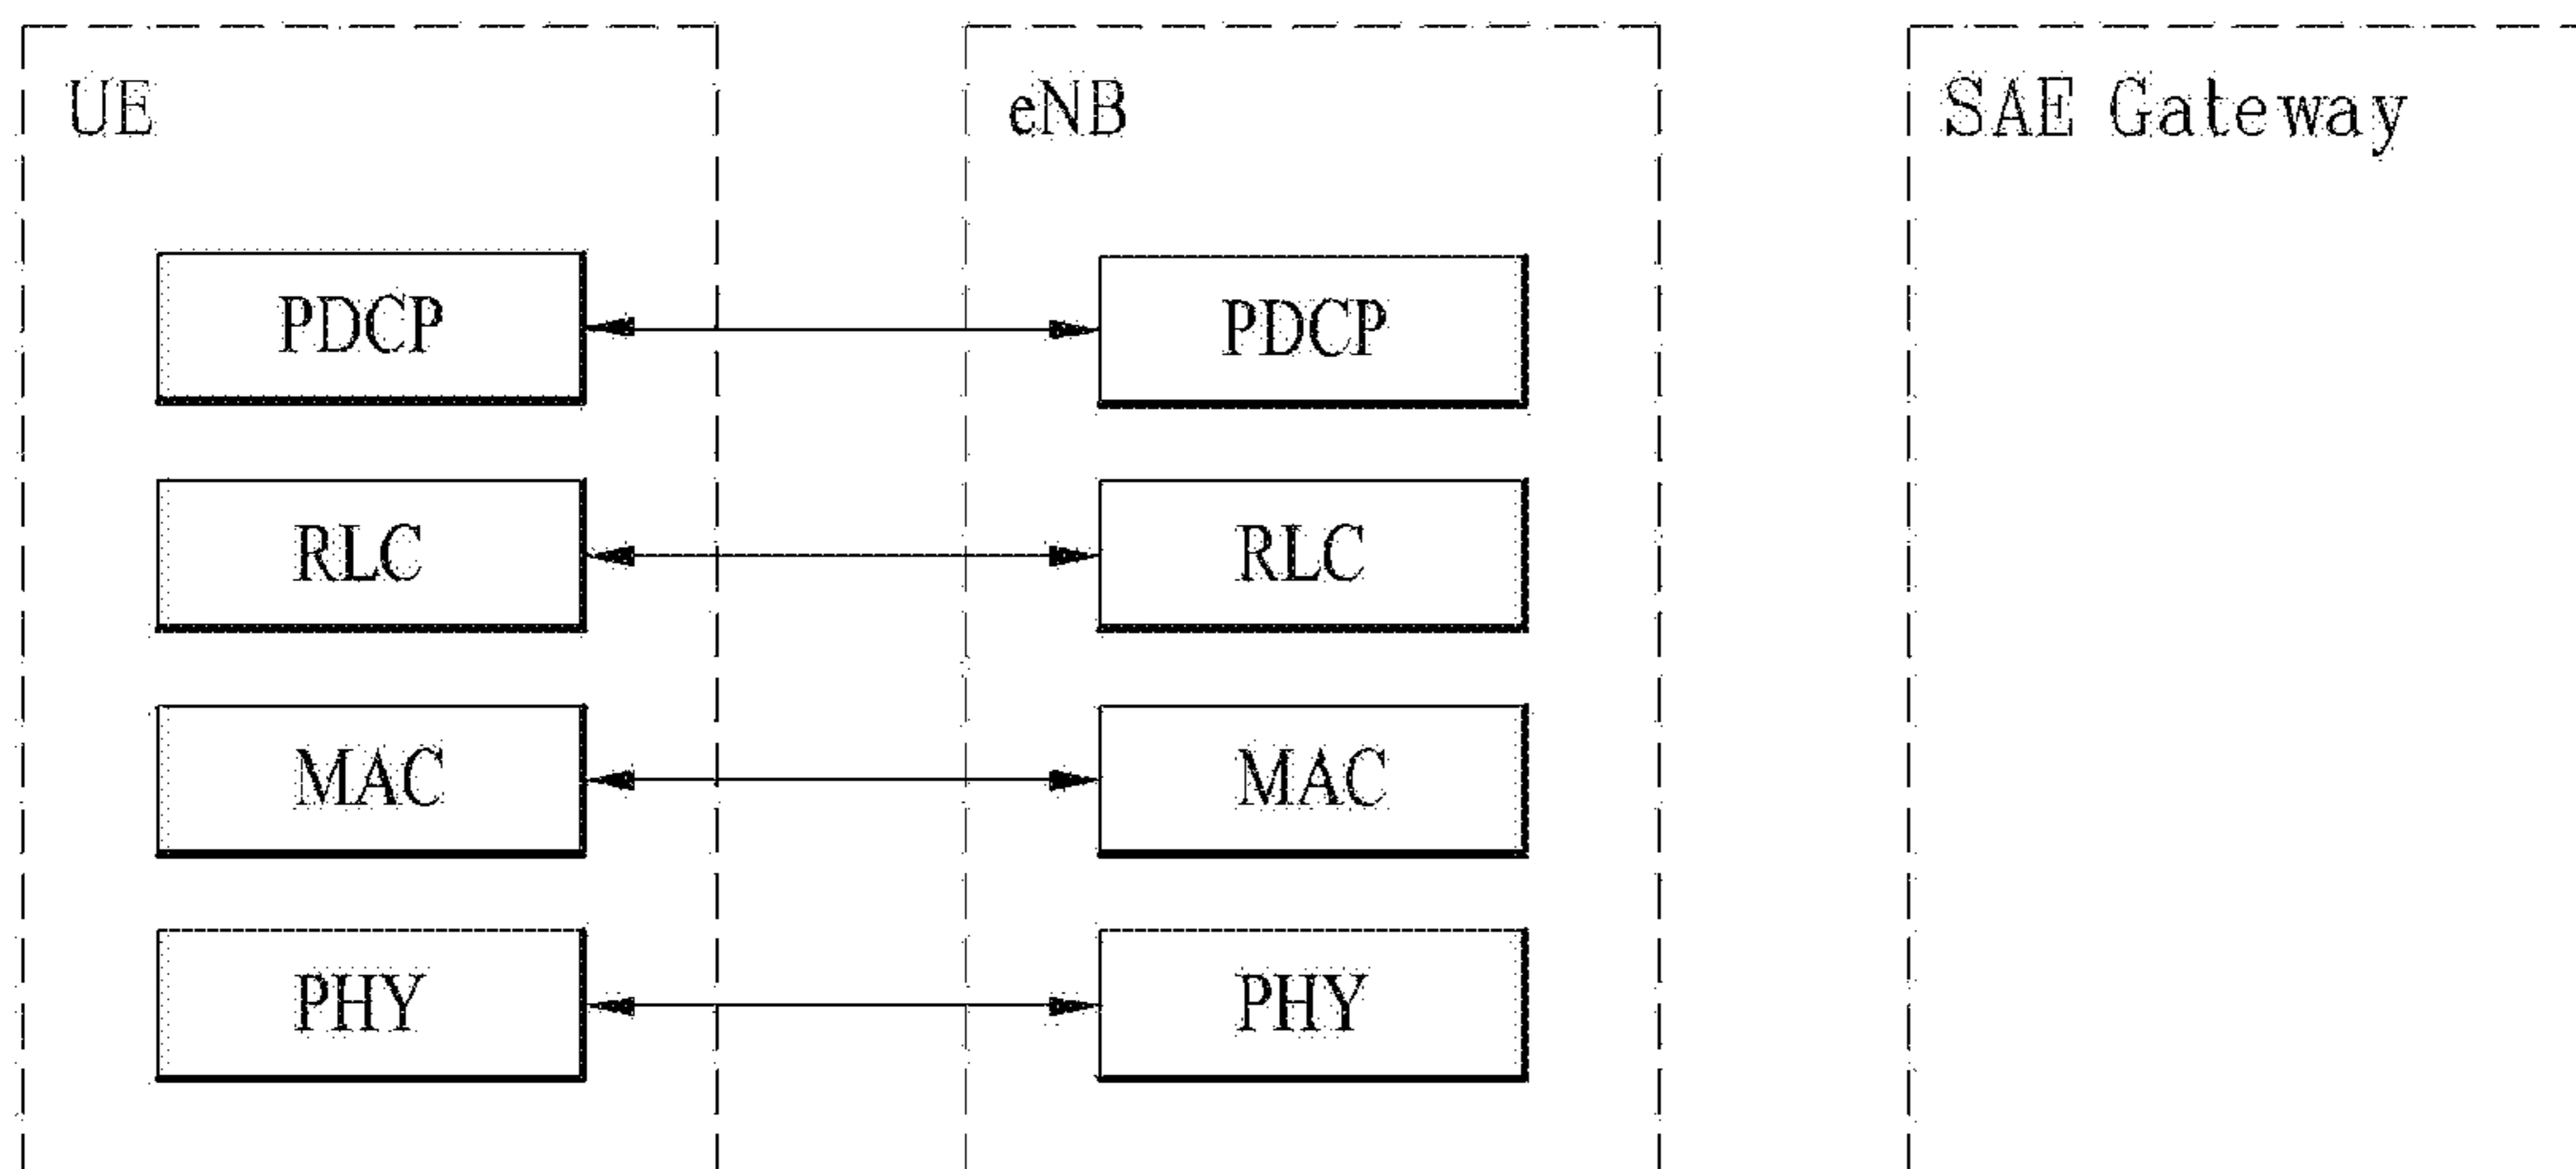 UE
eNB
SAE Gateway
PDCP
PDCP
RLC
RLC
MAC
MAC
PHY
PHY